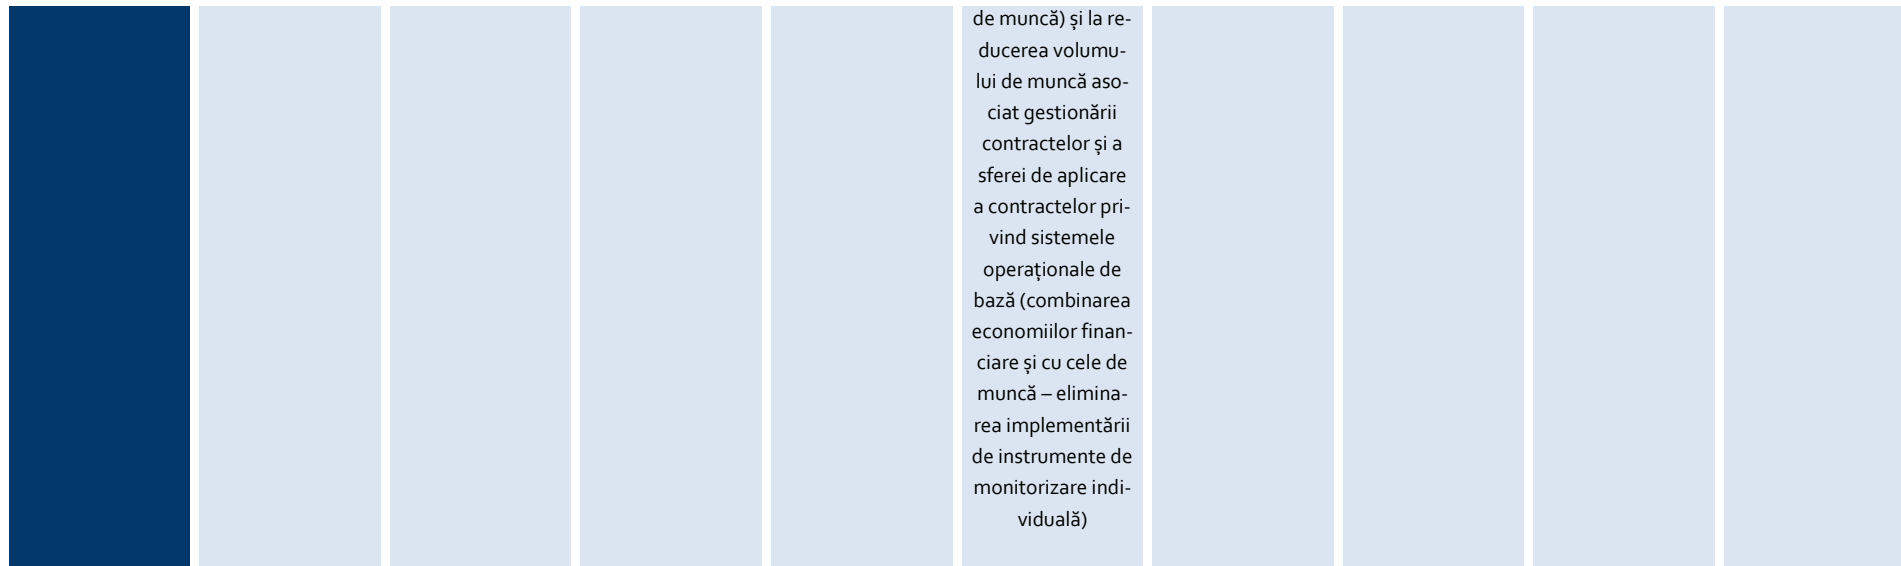 de muncă) și la re-
ducerea volumu-
lui de muncă aso-
ciat gestionării
contractelor și a
sferei de aplicare
a contractelor pri-
vind sistemele
operaționale de
bază (combinarea
economiilor finan-
ciare și cu cele de
muncă – elimina-
rea implementării
de instrumente de
monitorizare indi-
viduală)